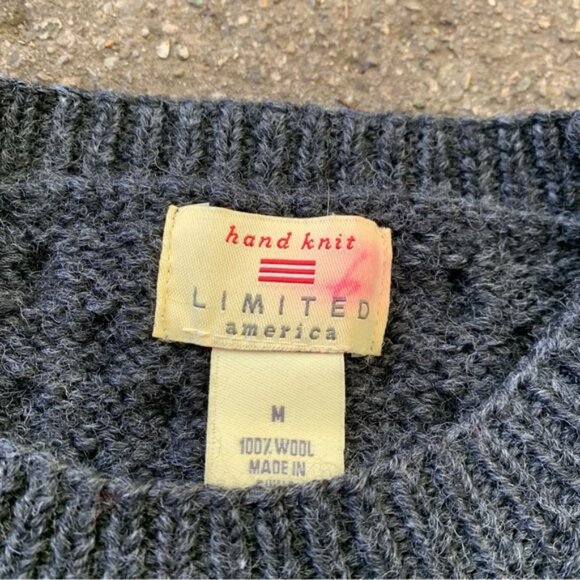 hand knit
LIMITED
america
M
100% WOOL
MADE IN